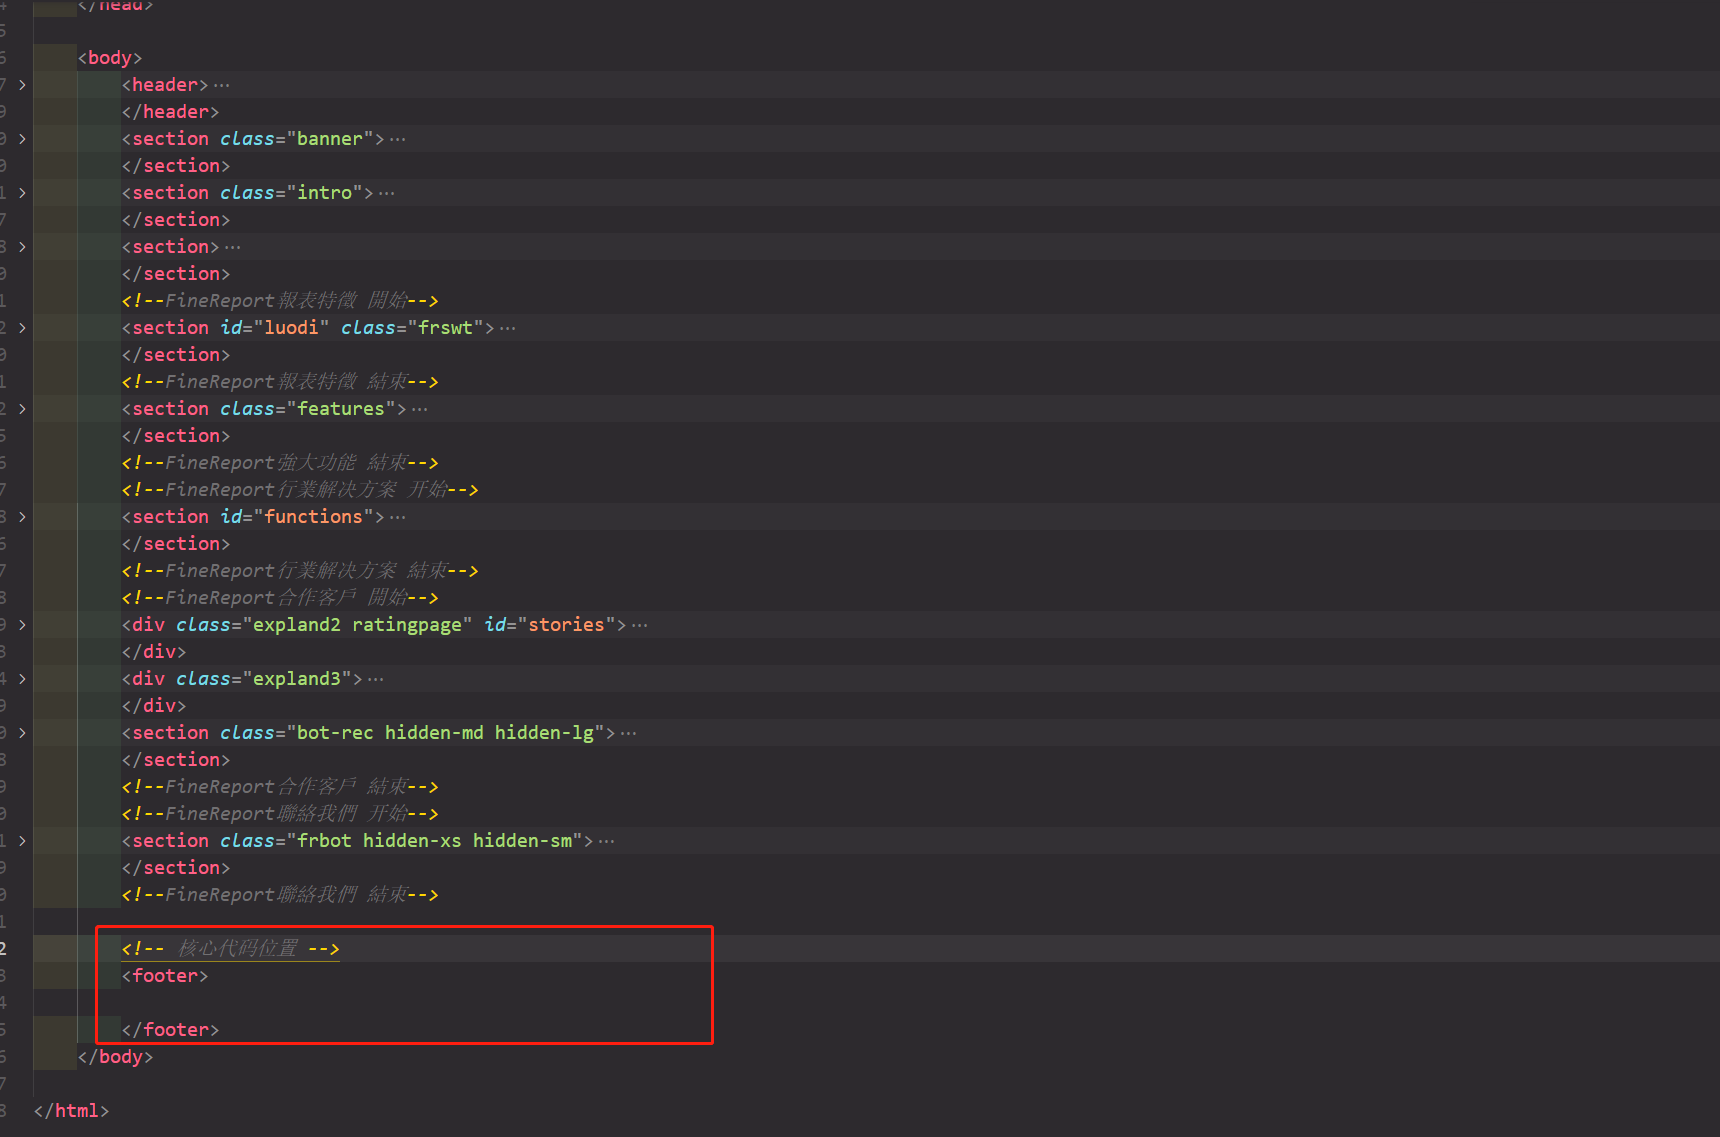 </head>
<body>
<header>···
</header>
<section class="banner">···
</section>
<section class="intro">···
</section>
<section>···
</section>
<!--FineReport報表特徵 開始-->
<section id="luodi" class="frswt">···
</section>
<!--FineReport報表特徵 結束-->
<section class="features">···
</section>
<!--FineReport強大功能 結束-->
<!--FineReport行業解决方案 开始-->
<section id="functions">···
</section>
<!--FineReport行業解决方案 結束-->
<!--FineReport合作客戶 開始-->
<div class="expland2 ratingpage" id="stories">···
</div>
<div class="expland3">···
</div>
<section class="bot-rec hidden-md hidden-lg">···
</section>
<!--FineReport合作客戶 結束-->
<!--FineReport聯絡我們 开始-->
<section class="frbot hidden-xs hidden-sm">···
</section>
<!--FineReport聯絡我們 結束-->
<!-- 核心代码位置 -->
<footer>
</footer>
</body>
</html>